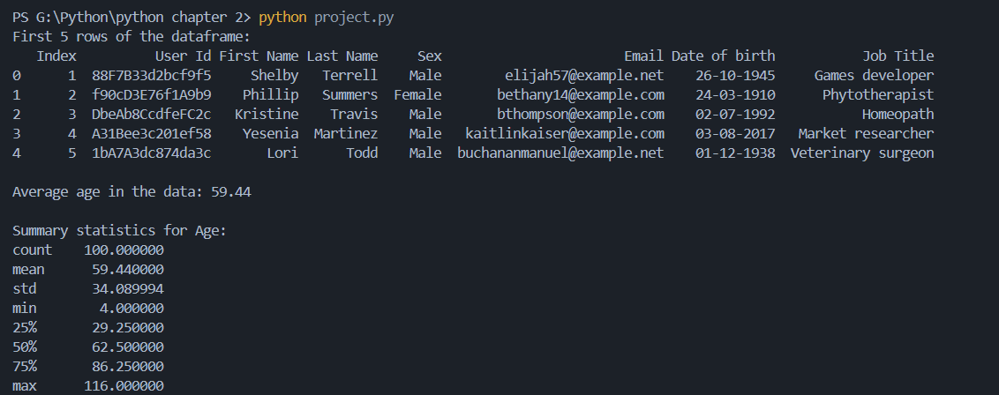 PS G:\Python\python chapter 2> python project.py
First 5 rows of the dataframe:
   Index           User Id First Name Last Name     Sex                       Email Date of birth           Job Title
0      1   88F7B33d2bcf9f5     Shelby   Terrell    Male       elijah57@example.net    26-10-1945     Games developer
1      2   f90cD3E76f1A9b9    Phillip   Summers  Female      bethany14@example.com    24-03-1910      Phytotherapist
2      3   DbeAb8CcdfeFC2c   Kristine    Travis    Male      bthompson@example.com    02-07-1992           Homeopath
3      4   A31Bee3c201ef58    Yesenia  Martinez    Male  kaitlinkaiser@example.com    03-08-2017   Market researcher
4      5   1bA7A3dc874da3c       Lori      Todd    Male buchananmanuel@example.net    01-12-1938  Veterinary surgeon

Average age in the data: 59.44

Summary statistics for Age:
count    100.000000
mean      59.440000
std       34.089994
min        4.000000
25%       29.250000
50%       62.500000
75%       86.250000
max      116.000000